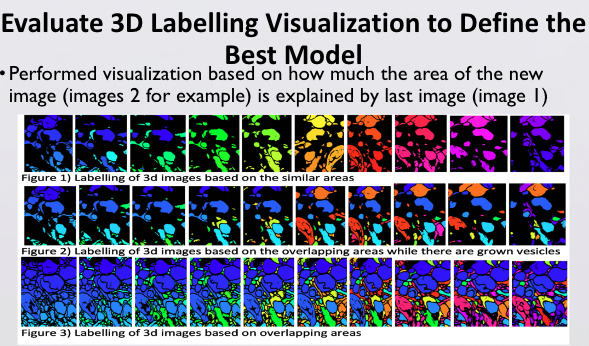 Evaluate 3D Labelling Visualization to Define the
Best Model
• Performed visualization based on how much the area of the new
image (images 2 for example) is explained by last image (image 1)
Figure 1) Labelling of 3d images based on the similar areas
Figure 2) Labelling of 3d images based on the overlapping areas while there are grown vesicles
Figure 3) Labelling of 3d images based on overlapping areas